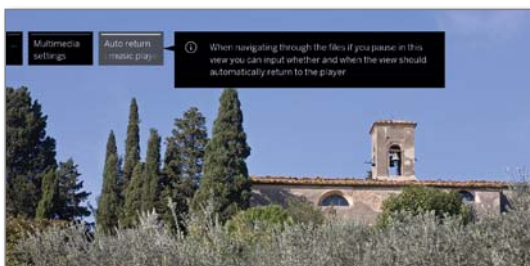 Multimedia
settings
Auto return
: music playe
When navigating through the files if you pause in this
view you can input whether and when the view should
automatically return to the player